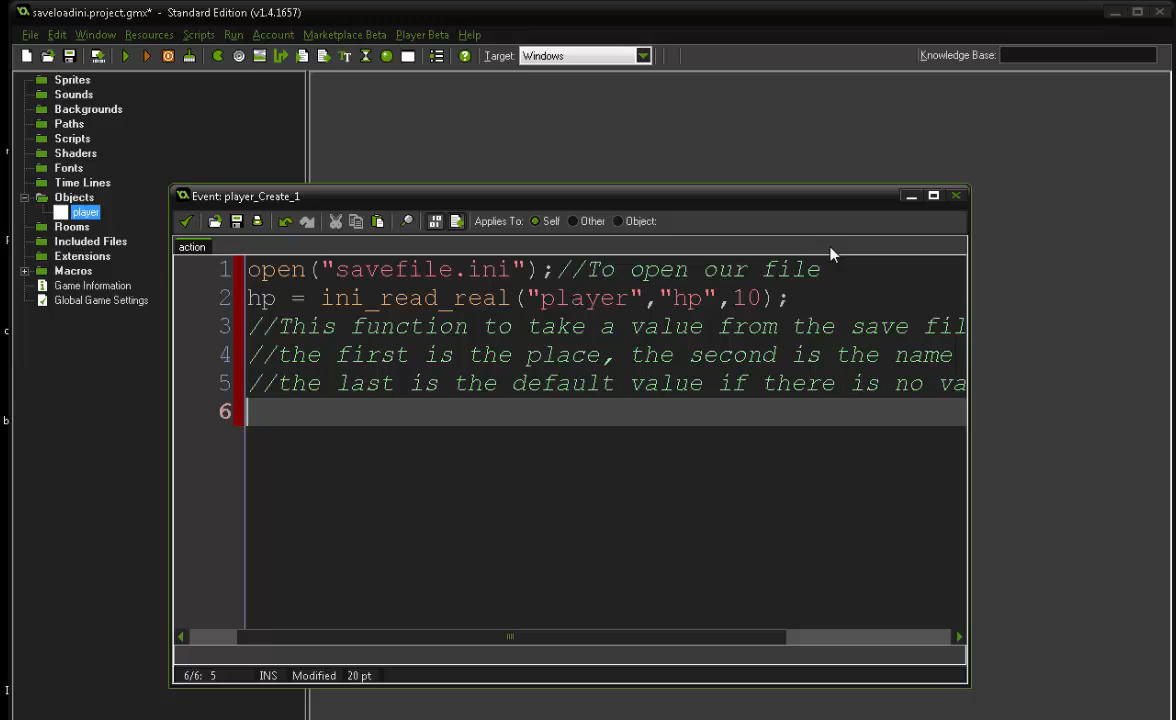 saveloadini.project.gmx* - Standard Edition (v1.4.1657)
File Edit Window Resources Scripts Run Account Marketplace Beta Player Beta Help
Target: Windows
Knowledge Base:
Sprites
Sounds
Backgrounds
Paths
Scripts
Shaders
Fonts
Time Lines
Objects
player
Rooms
Included Files
Extensions
Macros
Game Information
Global Game Settings
Event: player_Create_1
Applies To: Self Other Object:
action
1 open("savefile.ini");//To open our file
2 hp = ini_read_real("player","hp",10);
3 //This function to take a value from the save fil
4 //the first is the place, the second is the name
5 //the last is the default value if there is no va
6
6/6: 5 INS Modified 20 pt